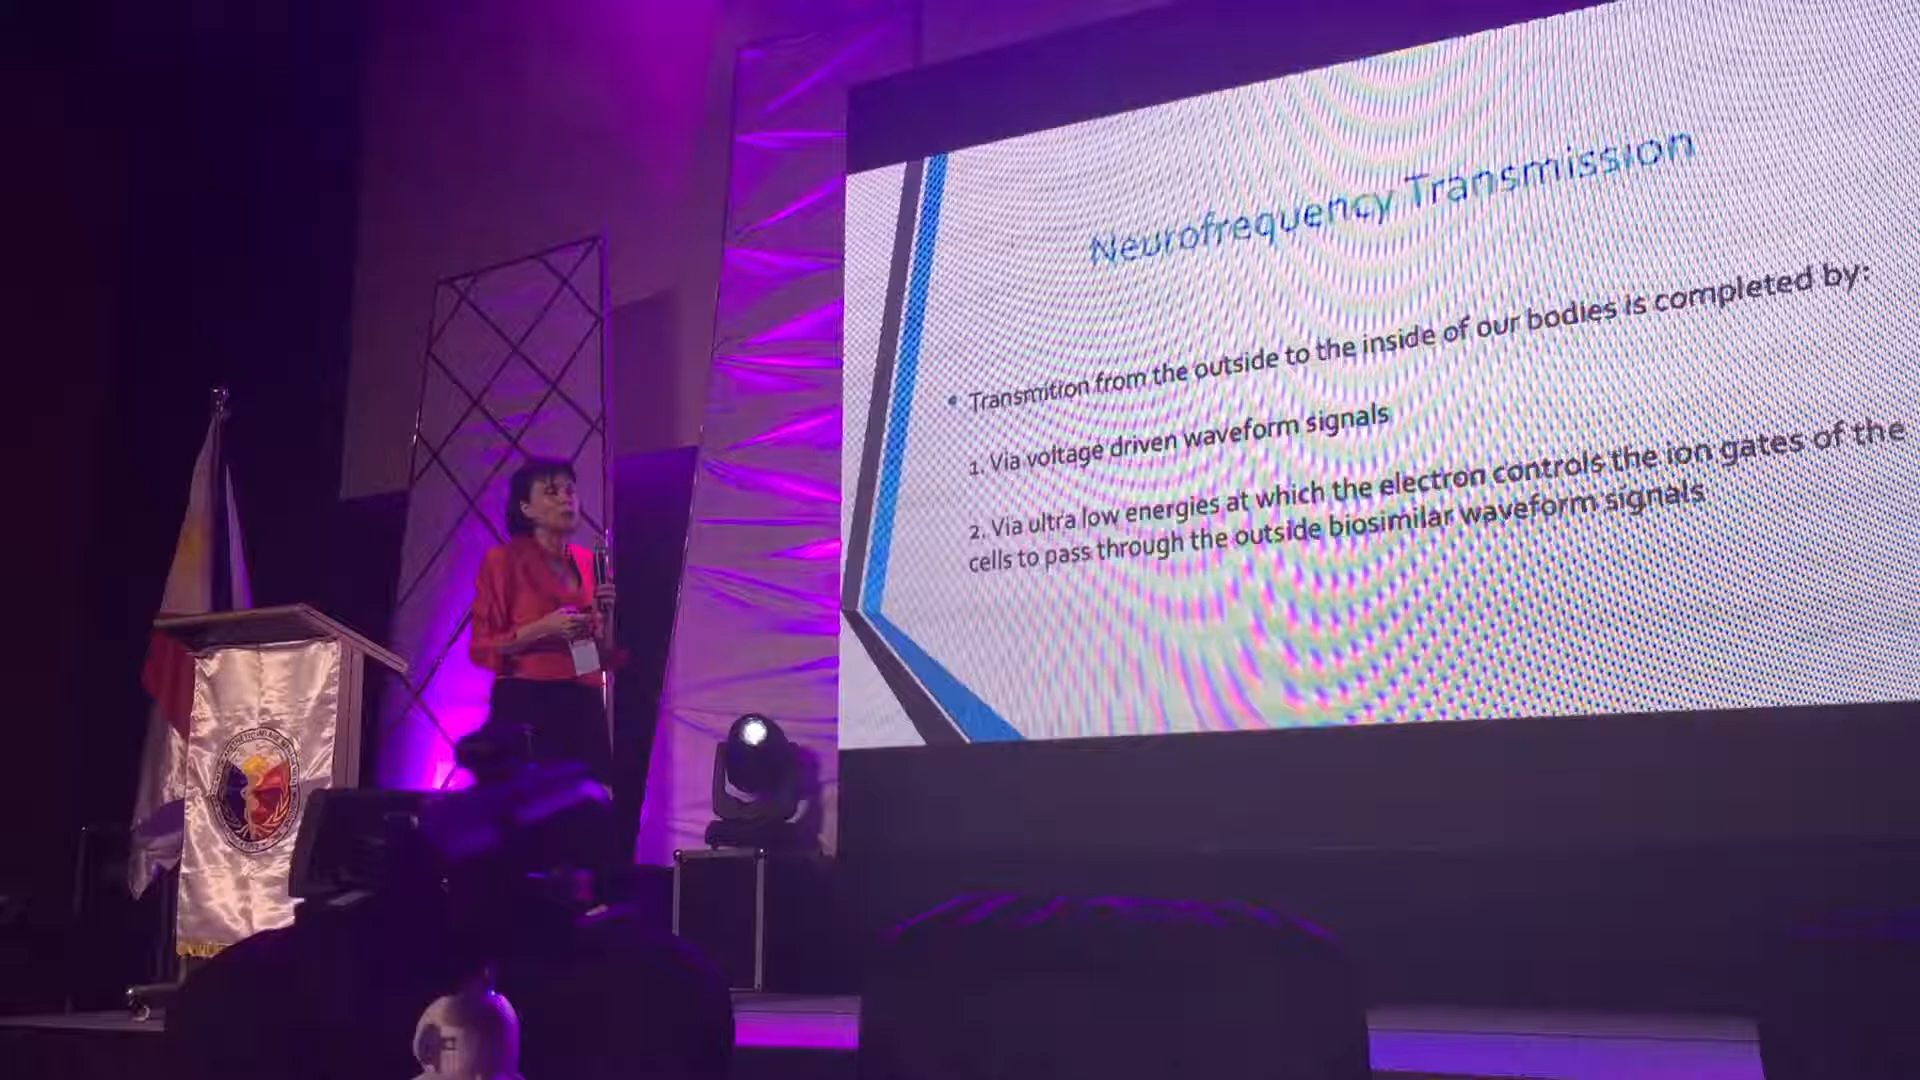 Neurofrequency Transmission
• Transmition from the outside to the inside of our bodies is completed by:
1. Via voltage driven waveform signals
2. Via ultra low energies at which the electron controls the ion gates of the
cells to pass through the outside biosimilar waveform signals